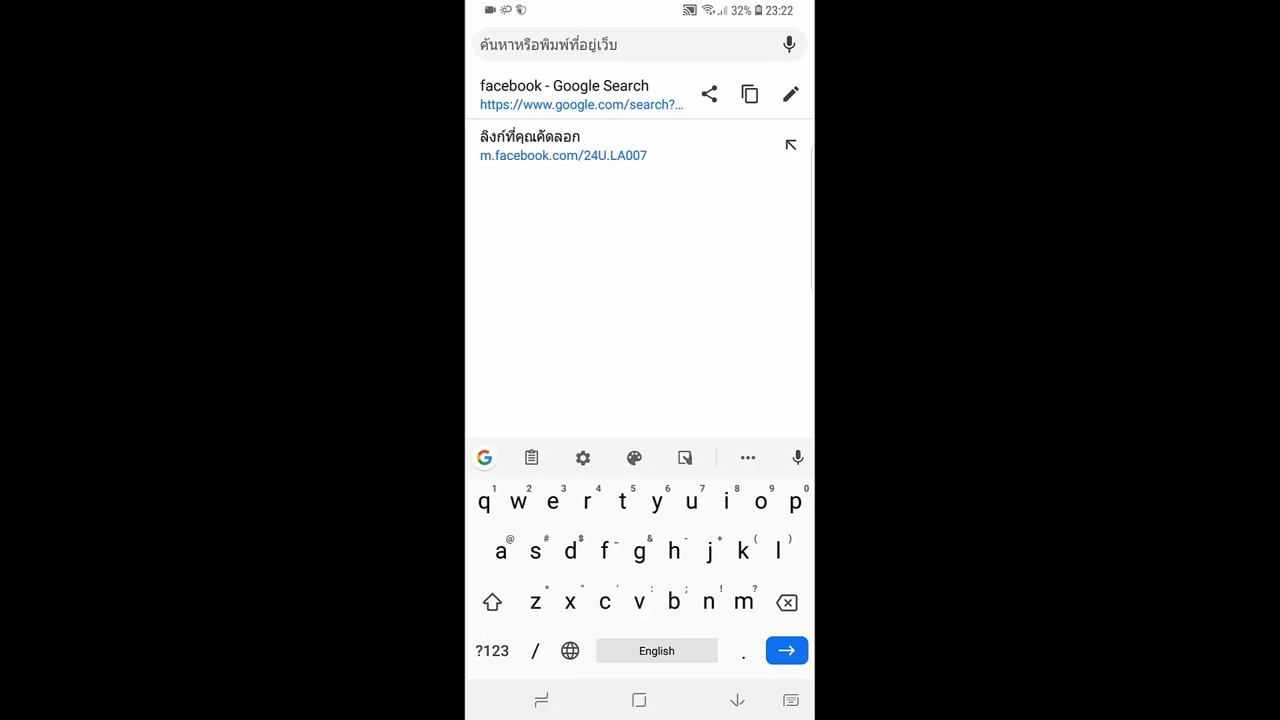 32% 23:22
ค้นหาหรือพิมพ์ที่อยู่เว็บ
facebook - Google Search
https://www.google.com/search?...
ลิงก์ที่คุณคัดลอก
m.facebook.com/24U.LA007
1 2 3 4 5 6 7 8 9 0
q w e r t y u i o p
@ # $ _ & - + ( )
a s d f g h j k l
* " ' : ; ! ?
z x c v b n m
?123 / English .